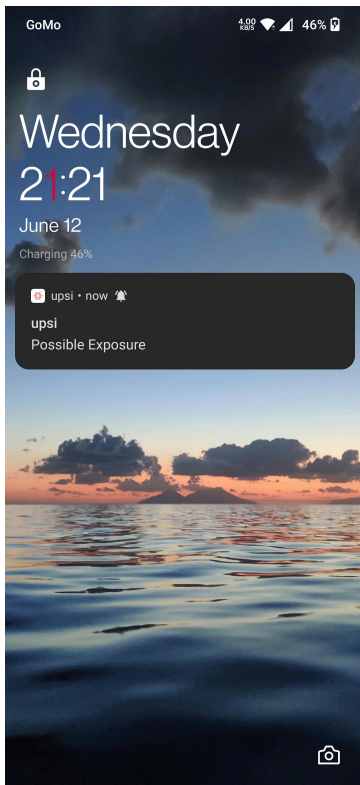 GoMo
4.00
KB/S
46%
Wednesday
21:21
June 12
Charging 46%
upsi • now
upsi
Possible Exposure